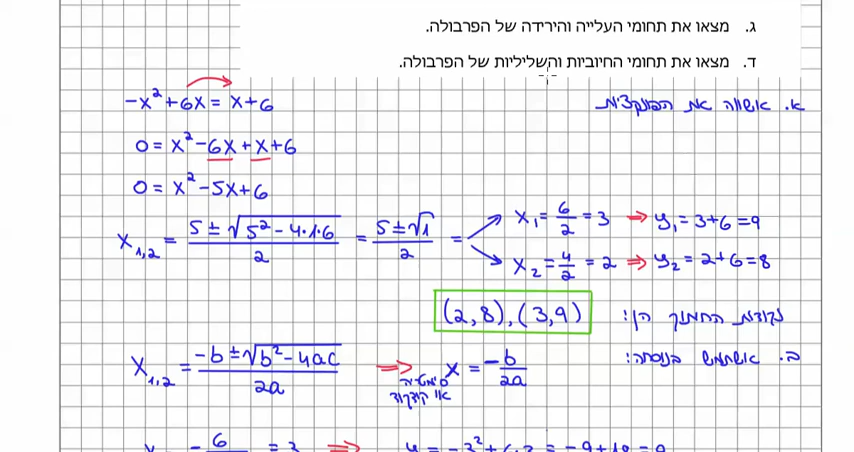 ג. מצאו את תחומי העלייה והירידה של הפרבולה.
ד. מצאו את תחומי החיוביות והשליליות של הפרבולה.
א. אשווה את הפונקציות
-x² + 6x = x + 6
0 = x² - 6x + x + 6
0 = x² - 5x + 6
x₁,₂ = (5 ± √(5² - 4·1·6)) / 2 = (5 ± √1) / 2 =
x₁ = 6/2 = 3 ⇒ y₁ = 3+6 = 9
x₂ = 4/2 = 2 ⇒ y₂ = 2+6 = 8
נקודות החיתוך הן: (2,8), (3,9)
ב. אשתמש בנוסחה:
x₁,₂ = (-b ± √(b² - 4ac)) / 2a ⇒ x = -b / 2a
סימטריה
או קודקוד